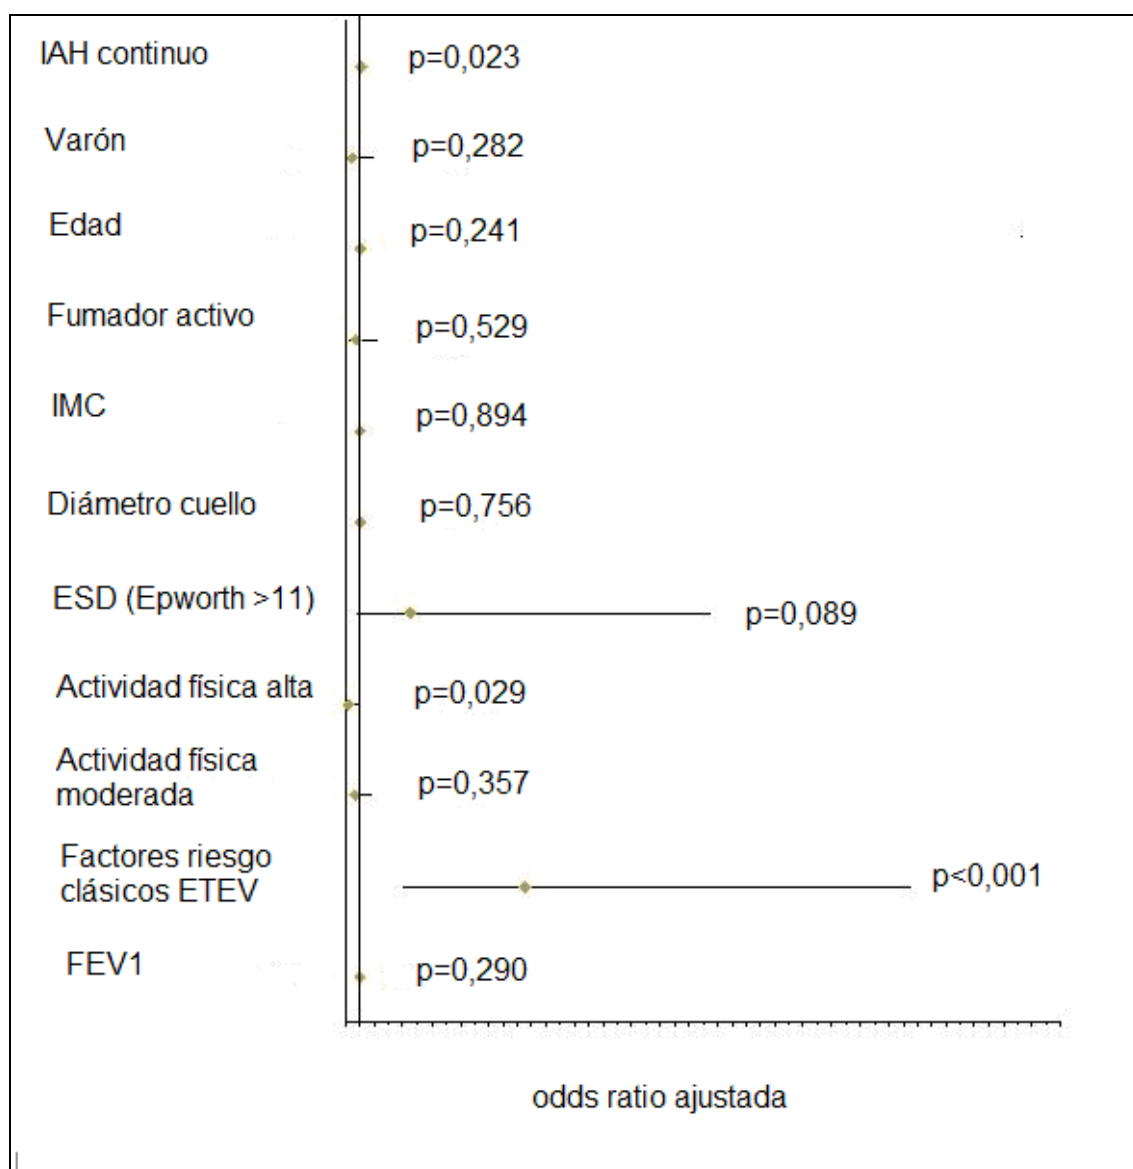 IAH continuo p=0,023
Varón p=0,282
Edad p=0,241
Fumador activo p=0,529
IMC p=0,894
Diámetro cuello p=0,756
ESD (Epworth >11) p=0,089
Actividad física alta p=0,029
Actividad física
moderada p=0,357
Factores riesgo
clásicos ETEV p<0,001
FEV1 p=0,290
odds ratio ajustada